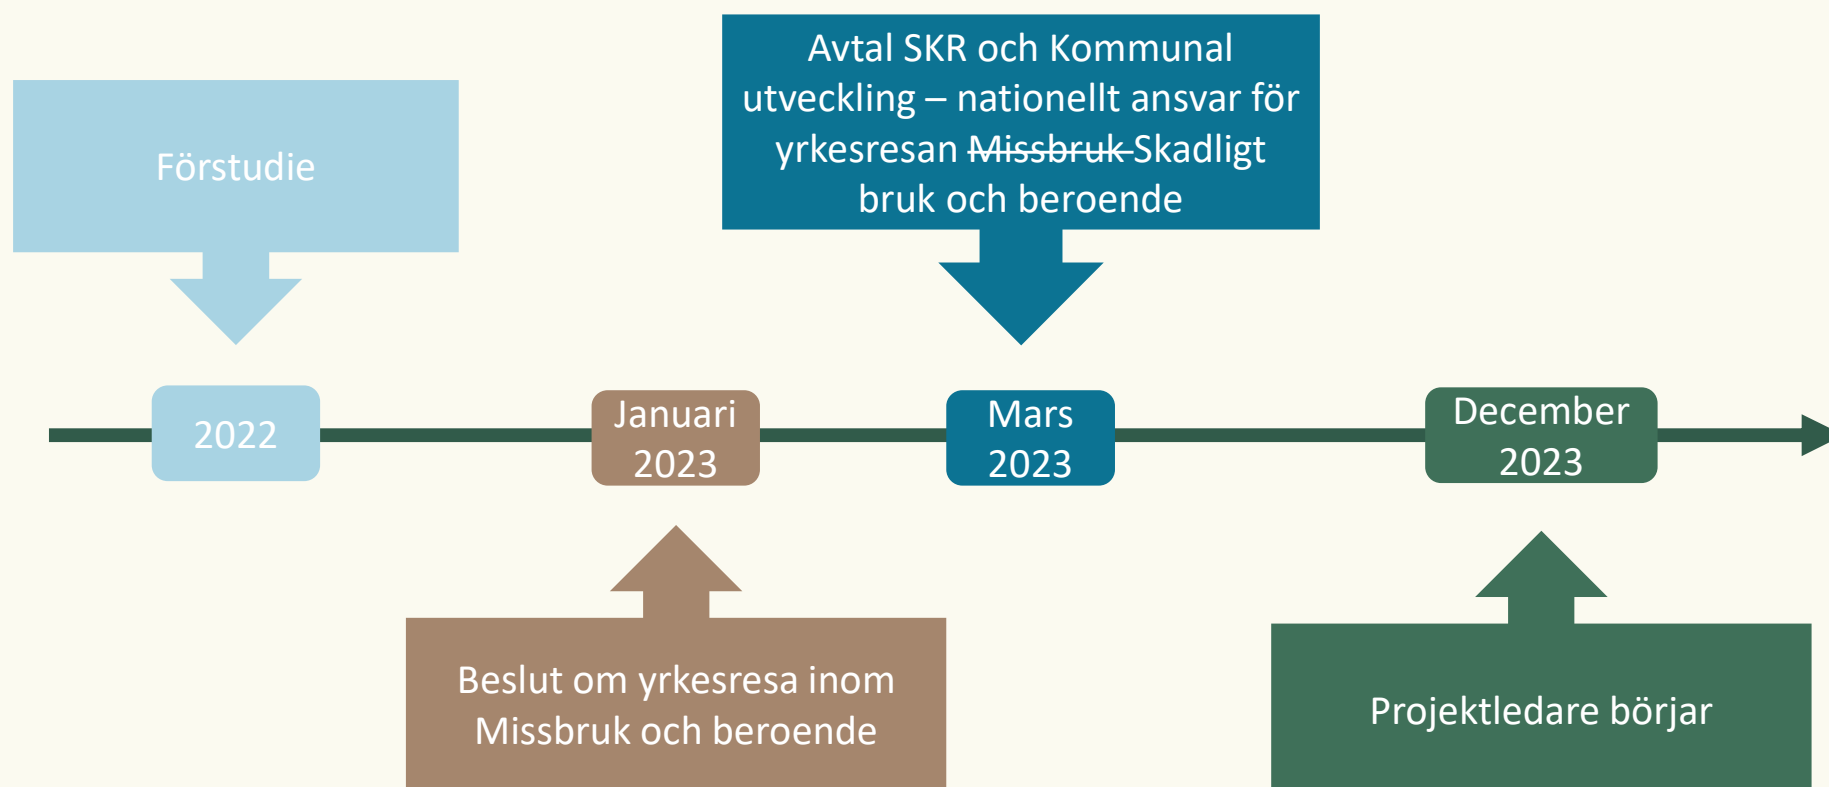 Förstudie
Avtal SKR och Kommunal
utveckling – nationellt ansvar för
yrkesresan Missbruk Skadligt
bruk och beroende
2022
Januari
2023
Mars
2023
December
2023
Beslut om yrkesresa inom
Missbruk och beroende
Projektledare börjar